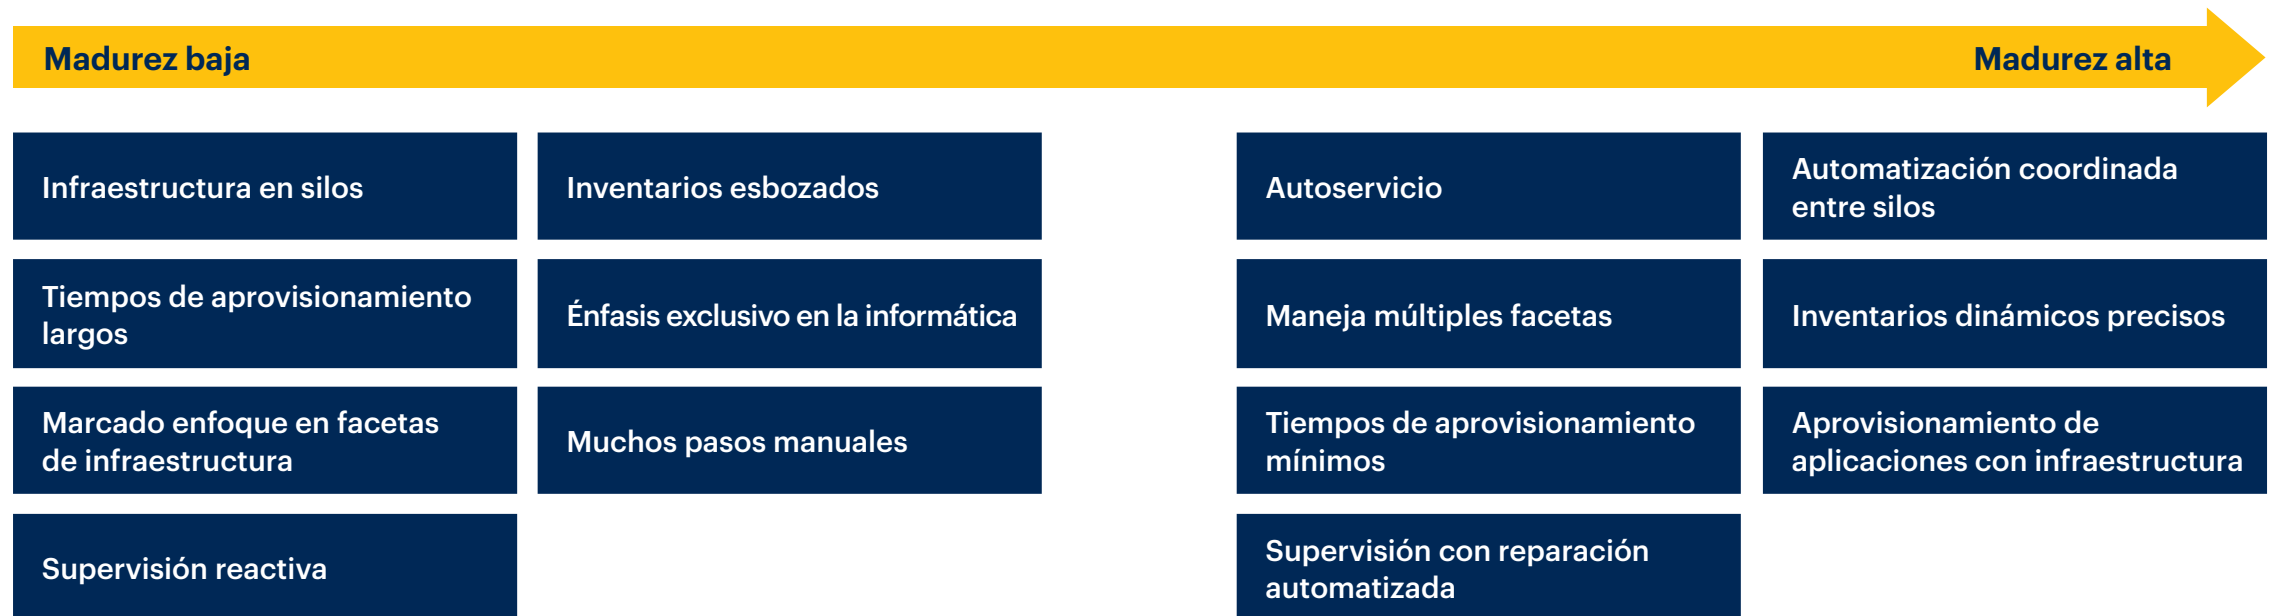 Madurez baja
Madurez alta
Infraestructura en silos
Inventarios esbozados
Autoservicio
Automatización coordinada
entre silos
Tiempos de aprovisionamiento
largos
Énfasis exclusivo en la informática
Maneja múltiples facetas
Inventarios dinámicos precisos
Marcado enfoque en facetas
de infraestructura
Muchos pasos manuales
Tiempos de aprovisionamiento
mínimos
Aprovisionamiento de
aplicaciones con infraestructura
Supervisión reactiva
Supervisión con reparación
automatizada